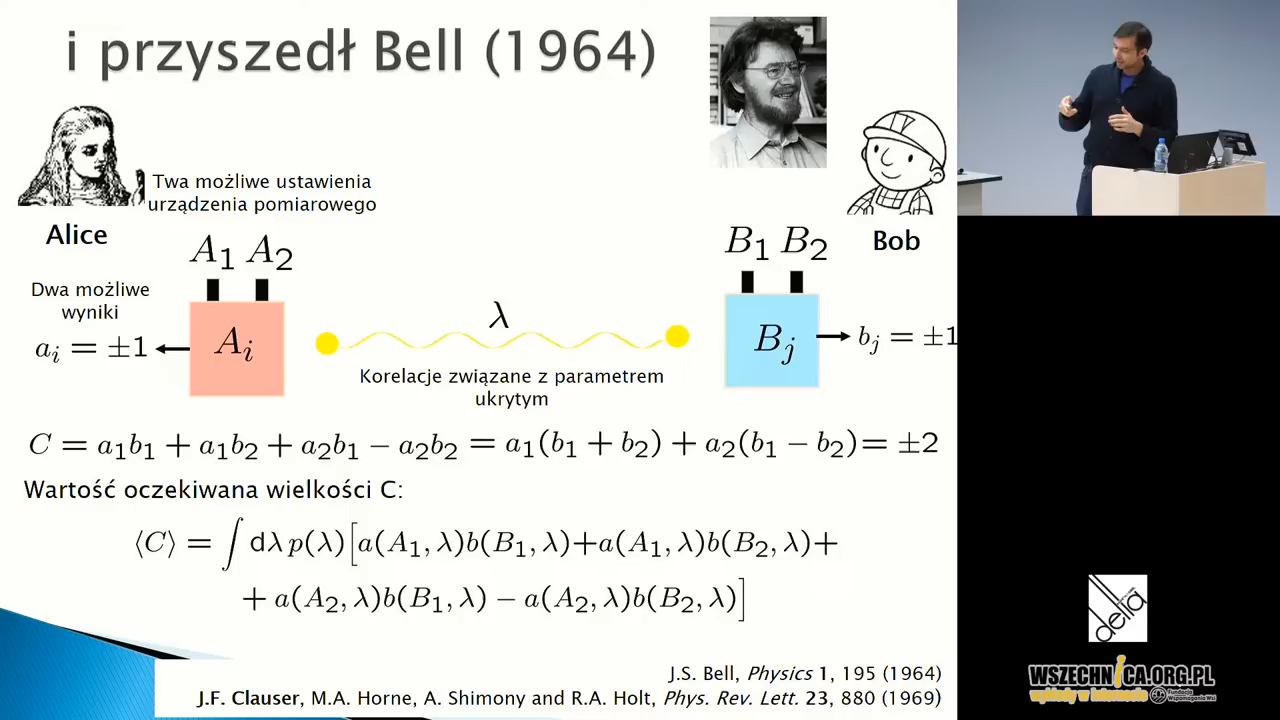 i przyszedł Bell (1964)
Twa możliwe ustawienia
urządzenia pomiarowego
Alice
Bob
A₁ A₂
B₁ B₂
Dwa możliwe
wyniki
aᵢ = ±1
Aᵢ
λ
Bⱼ
bⱼ = ±1
Korelacje związane z parametrem
ukrytym
C = a₁b₁ + a₁b₂ + a₂b₁ − a₂b₂ = a₁(b₁ + b₂) + a₂(b₁ − b₂)= ±2
Wartość oczekiwana wielkości C:
⟨C⟩ = ∫ dλ p(λ)[a(A₁, λ)b(B₁, λ)+a(A₁, λ)b(B₂, λ)+
+ a(A₂, λ)b(B₁, λ) − a(A₂, λ)b(B₂, λ)]
J.S. Bell, Physics 1, 195 (1964)
J.F. Clauser, M.A. Horne, A. Shimony and R.A. Holt, Phys. Rev. Lett. 23, 880 (1969)
delta
WSZECHNICA.ORG.PL
wykłady w internecie
Fundacja
Wspomagania Wsi